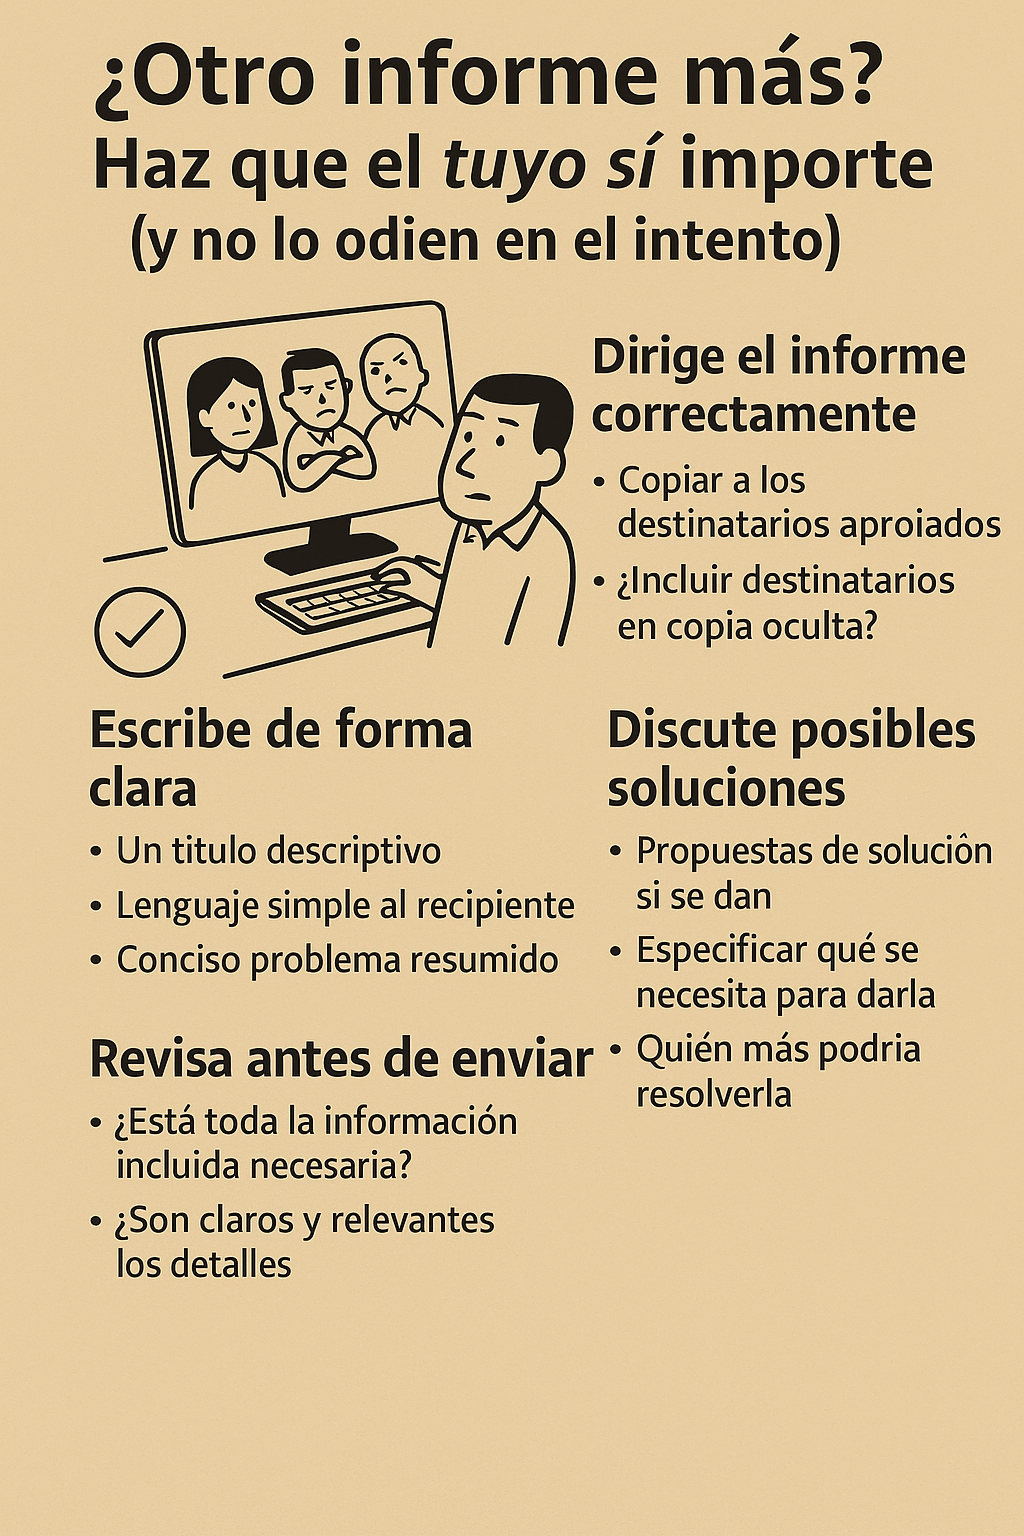 ¿Otro informe más?
Haz que el tuyo sí importe
(y no lo odien en el intento)
Dirige el informe
correctamente
• Copiar a los
destinatarios aproiados
• ¿Incluir destinatarios
en copia oculta?
Escribe de forma
clara
• Un titulo descriptivo
• Lenguaje simple al recipiente
• Conciso problema resumido
Revisa antes de enviar
• ¿Está toda la información
incluida necesaria?
• ¿Son claros y relevantes
los detalles
Discute posibles
soluciones
• Propuestas de soluciôn
si se dan
• Especificar qué se
necesita para darla
• Quién más podria
resolverla